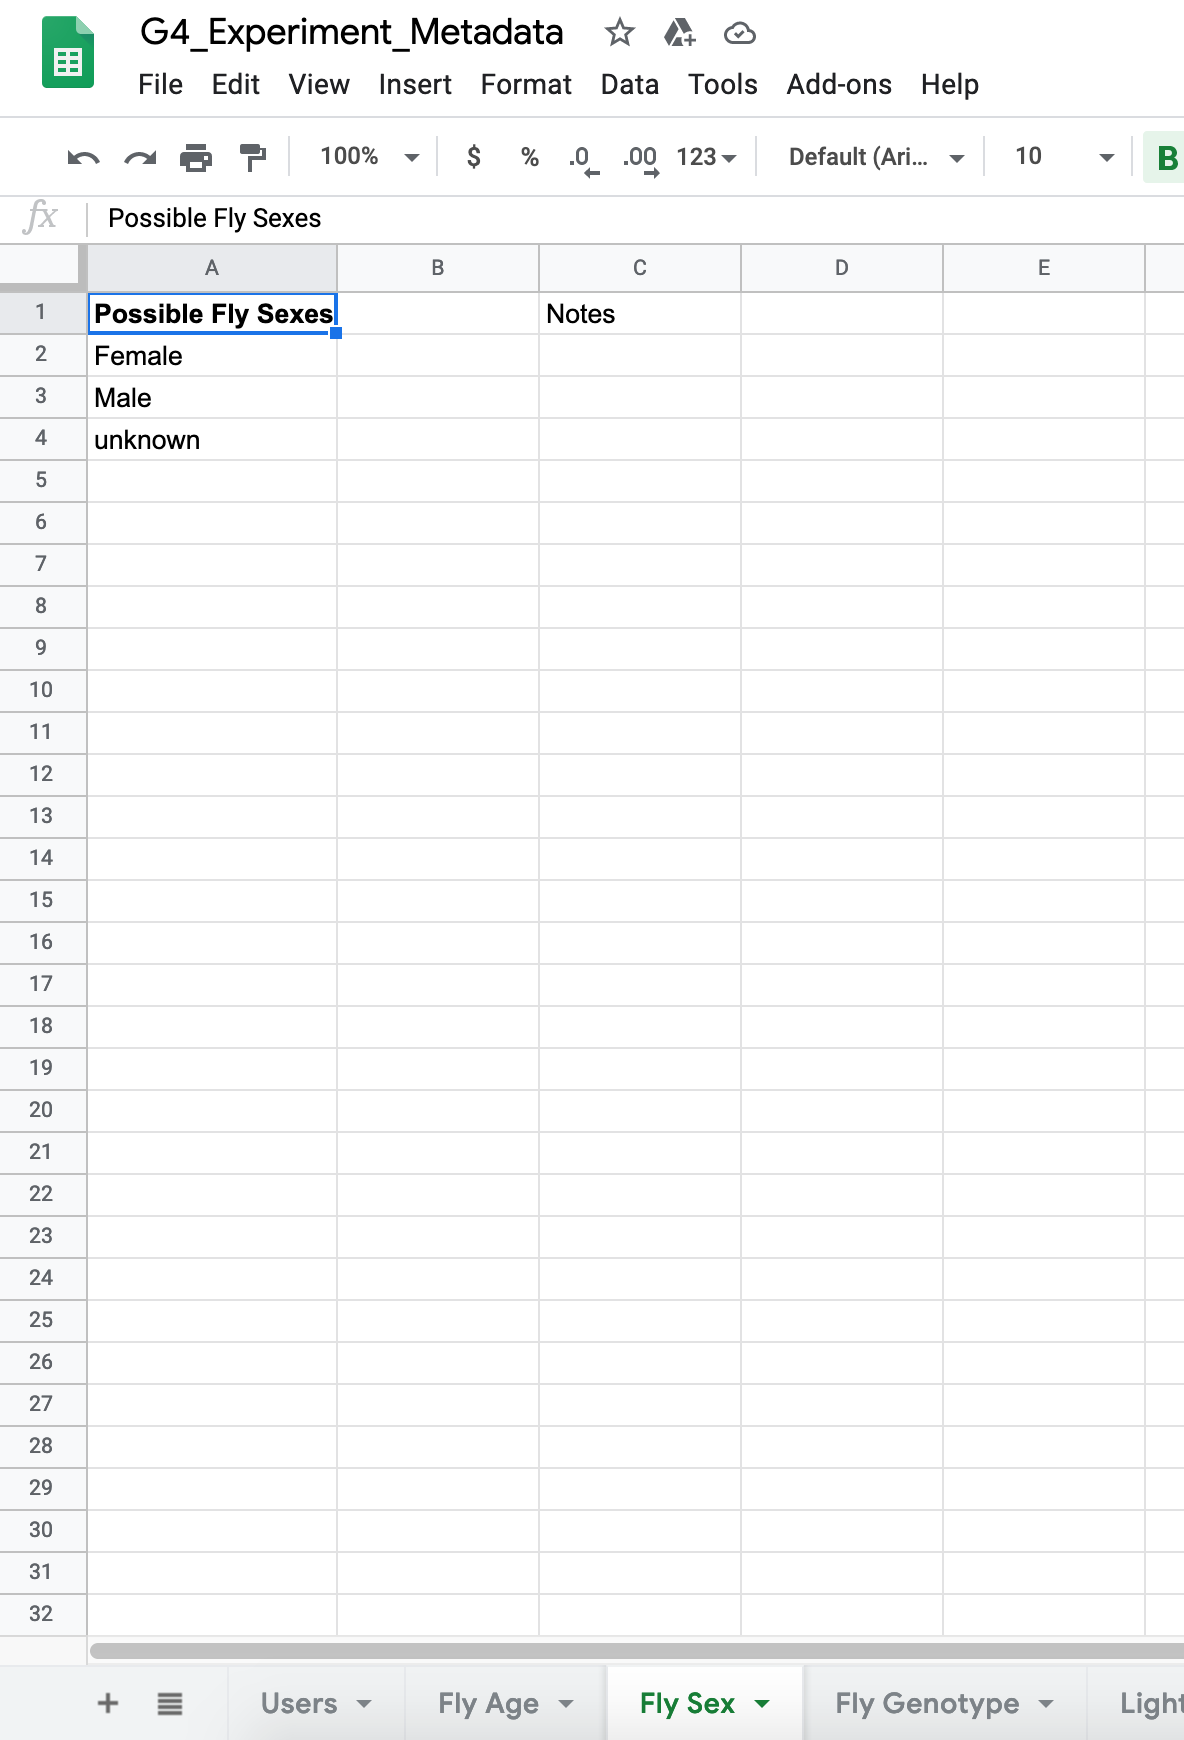 G4_Experiment_Metadata
File Edit View Insert Format Data Tools Add-ons Help
100% $ % .0 .00 123 Default (Ari... 10 B
fx Possible Fly Sexes
A B C D E
1 Possible Fly Sexes Notes
2 Female
3 Male
4 unknown
5
6
7
8
9
10
11
12
13
14
15
16
17
18
19
20
21
22
23
24
25
26
27
28
29
30
31
32
+ Users Fly Age Fly Sex Fly Genotype Light